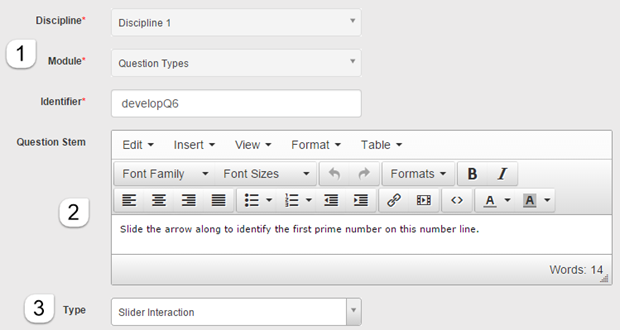 Discipline* Discipline 1
1
Module* Question Types
Identifier* developQ6
Question Stem
Edit Insert View Format Table
Font Family Font Sizes Formats B I
A A
2
Slide the arrow along to identify the first prime number on this number line.
Words: 14
3 Type Slider Interaction